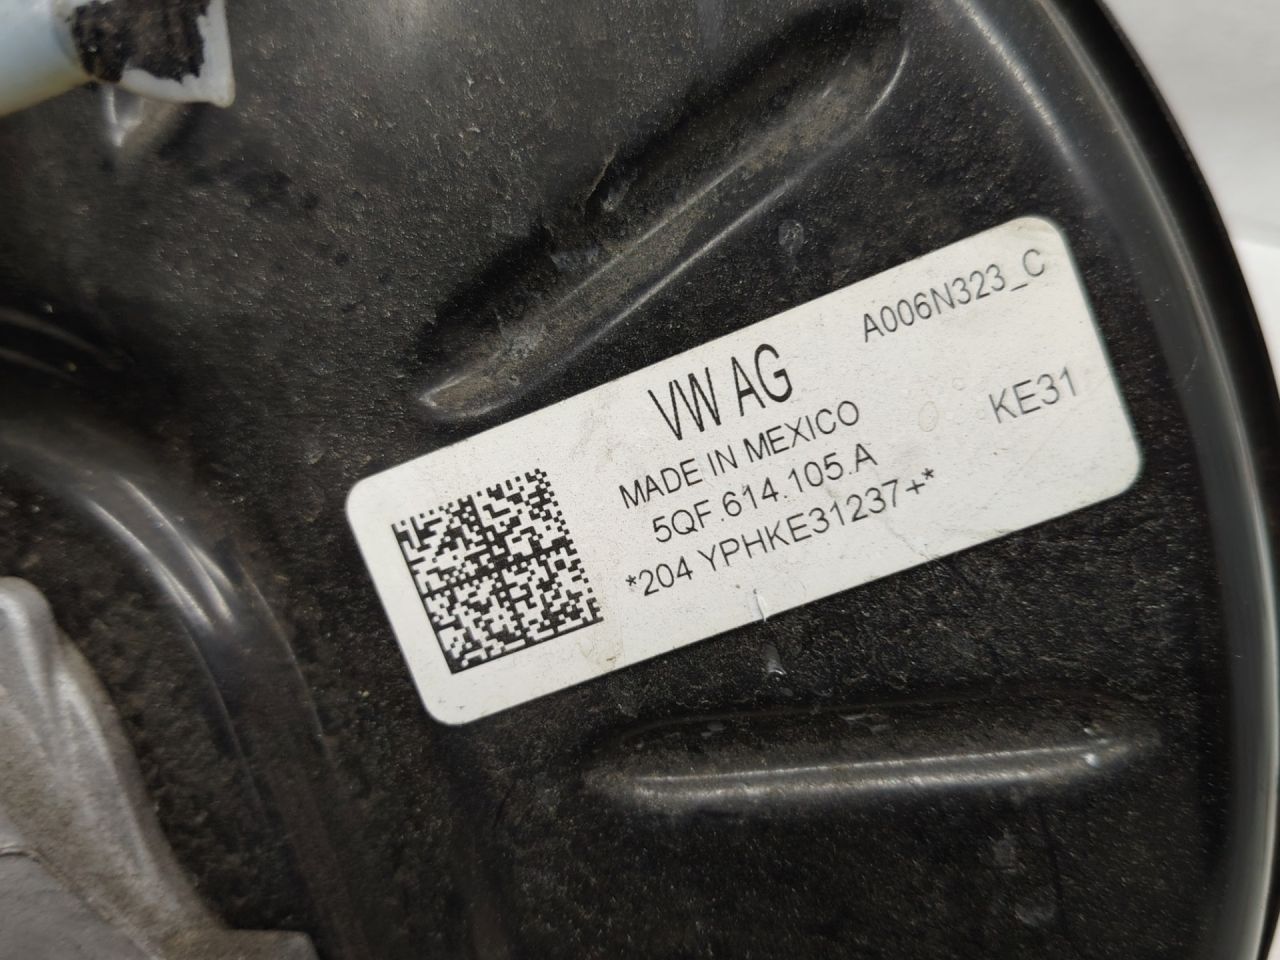 A006N323_C
VW AG
KE31
MADE IN MEXICO
5QF.614.105.A
*204 YPHKE31237+*